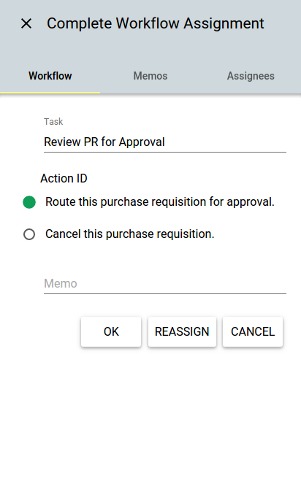 Complete Workflow Assignment
Workflow Memos Assignees
Task
Review PR for Approval
Action ID
Route this purchase requisition for approval.
Cancel this purchase requisition.
Memo
OK REASSIGN CANCEL